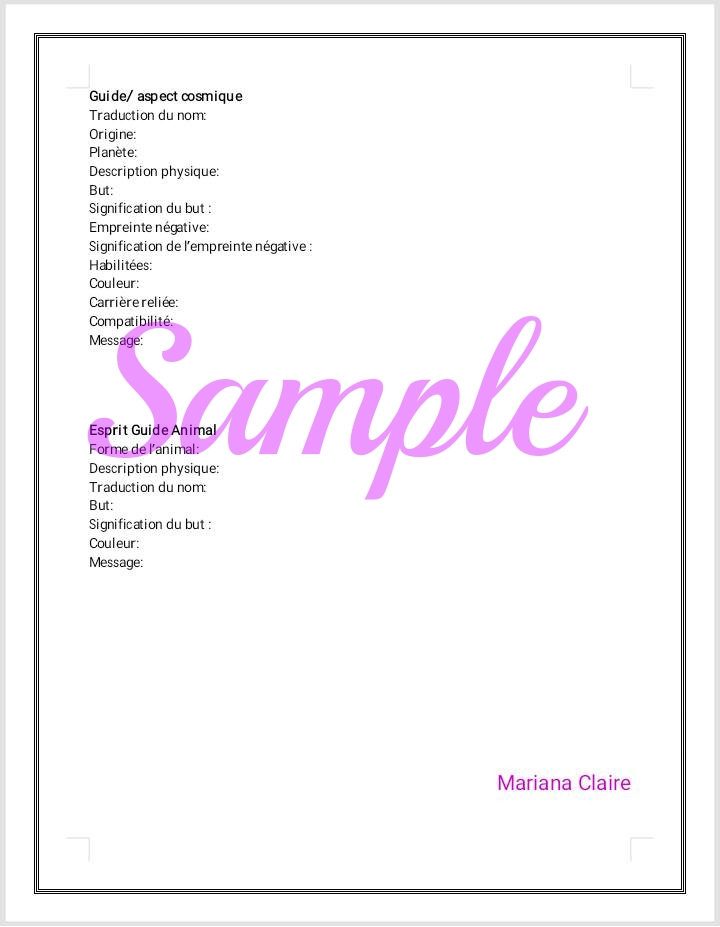 Guide/ aspect cosmique
Traduction du nom:
Origine:
Planète:
Description physique:
But:
Signification du but :
Empreinte négative:
Signification de l’empreinte négative :
Habilitées:
Couleur:
Carrière reliée:
Compatibilité:
Message:
Sample
Esprit Guide Animal
Forme de l’animal:
Description physique:
Traduction du nom:
But:
Signification du but :
Couleur:
Message:
Mariana Claire